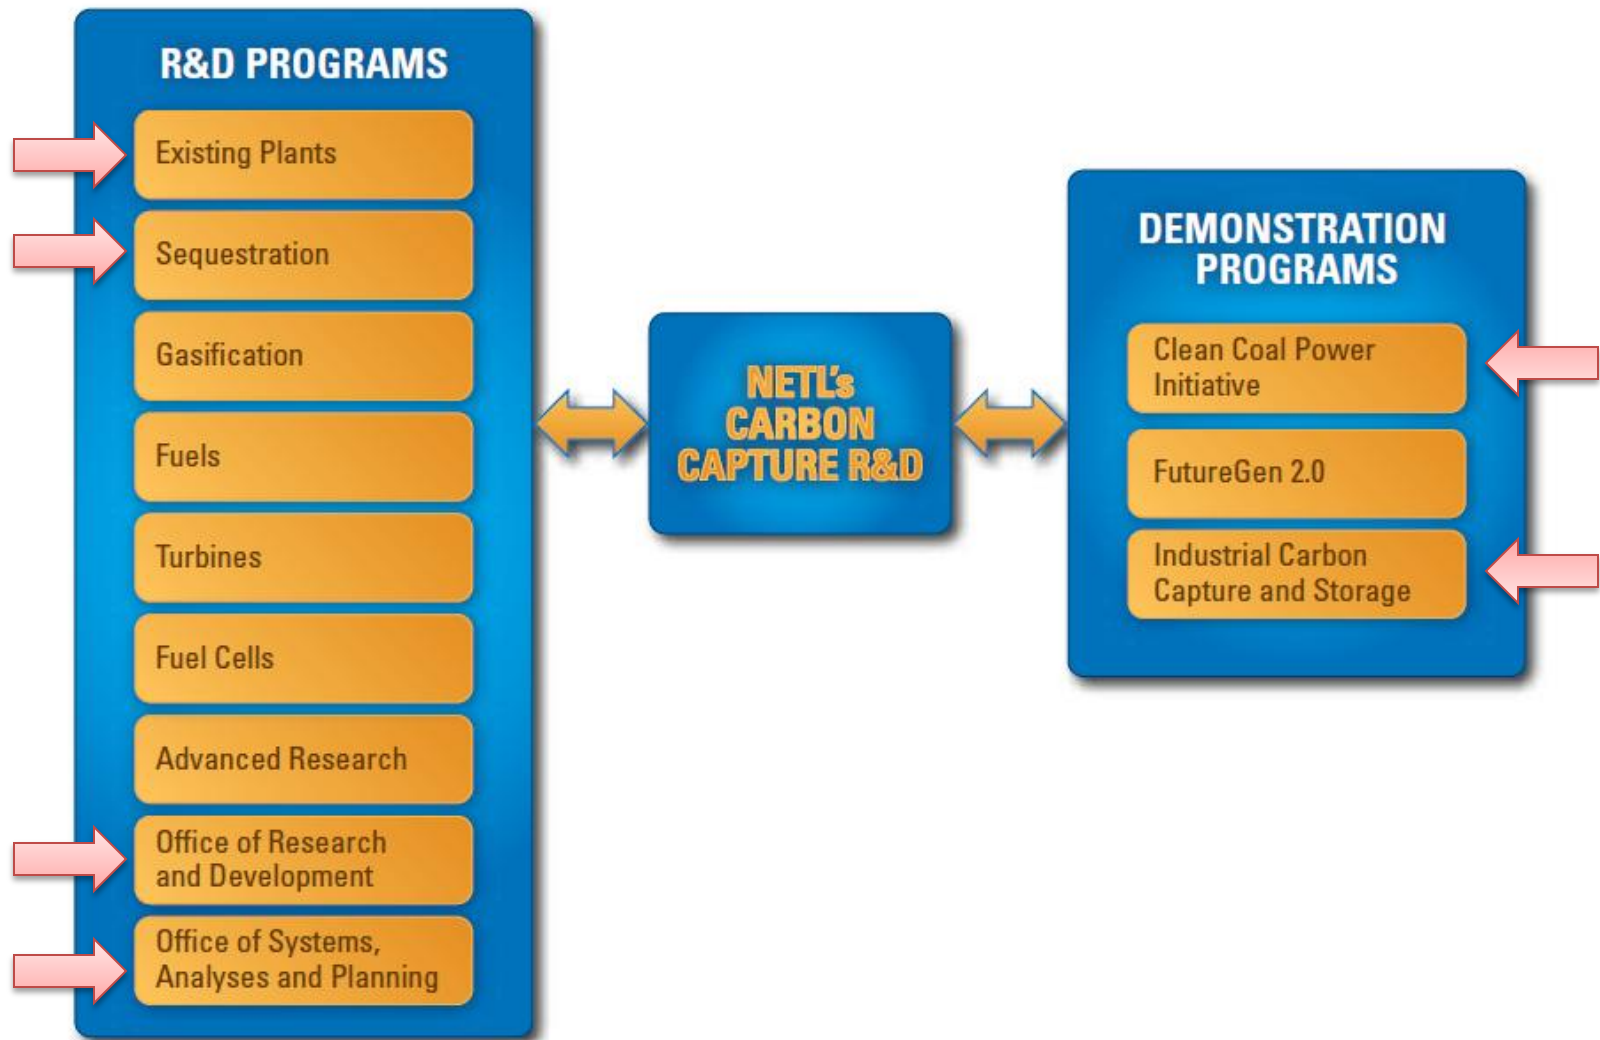 R&D PROGRAMS
Existing Plants
Sequestration
Gasification
Fuels
Turbines
Fuel Cells
Advanced Research
Office of Research
and Development
Office of Systems,
Analyses and Planning
NETL's
CARBON
CAPTURE R&D
DEMONSTRATION
PROGRAMS
Clean Coal Power
Initiative
FutureGen 2.0
Industrial Carbon
Capture and Storage